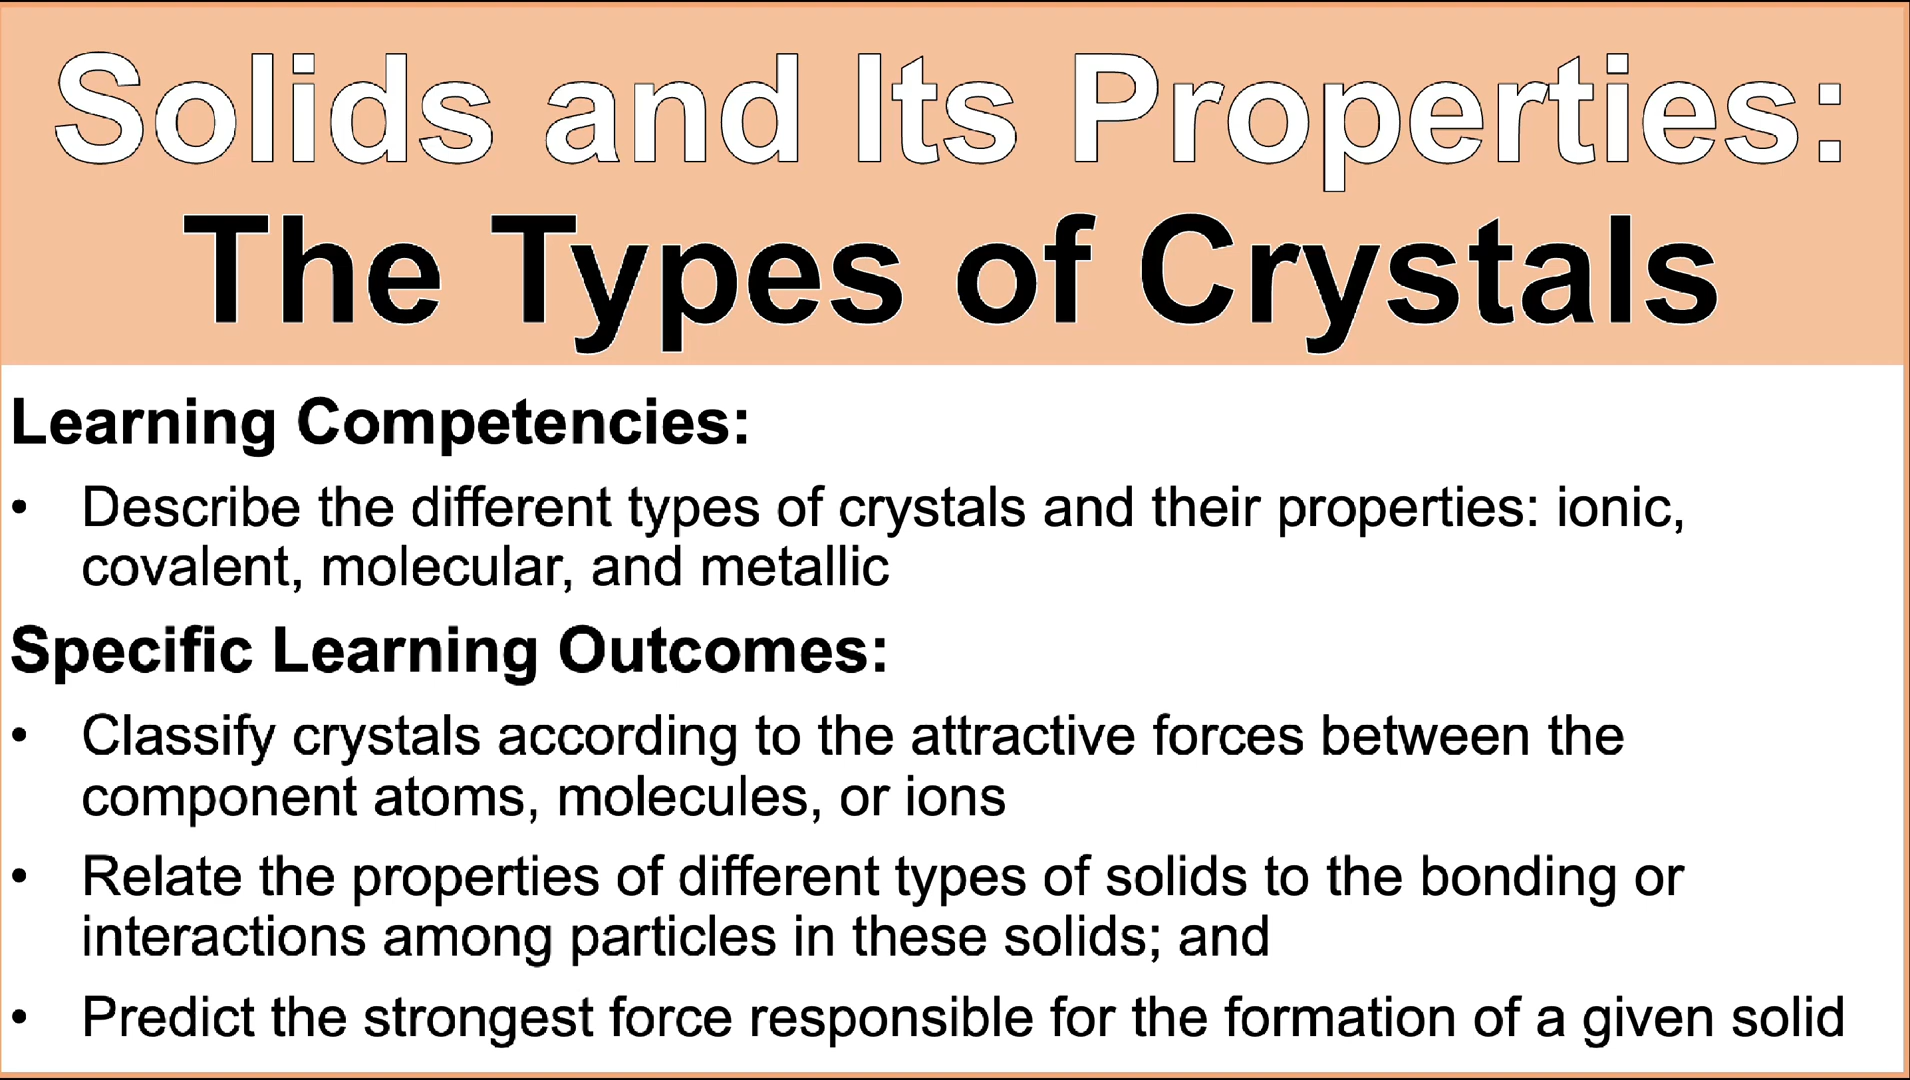 Solids and Its Properties:
The Types of Crystals
Learning Competencies:
• Describe the different types of crystals and their properties: ionic,
covalent, molecular, and metallic
Specific Learning Outcomes:
• Classify crystals according to the attractive forces between the
component atoms, molecules, or ions
• Relate the properties of different types of solids to the bonding or
interactions among particles in these solids; and
• Predict the strongest force responsible for the formation of a given solid